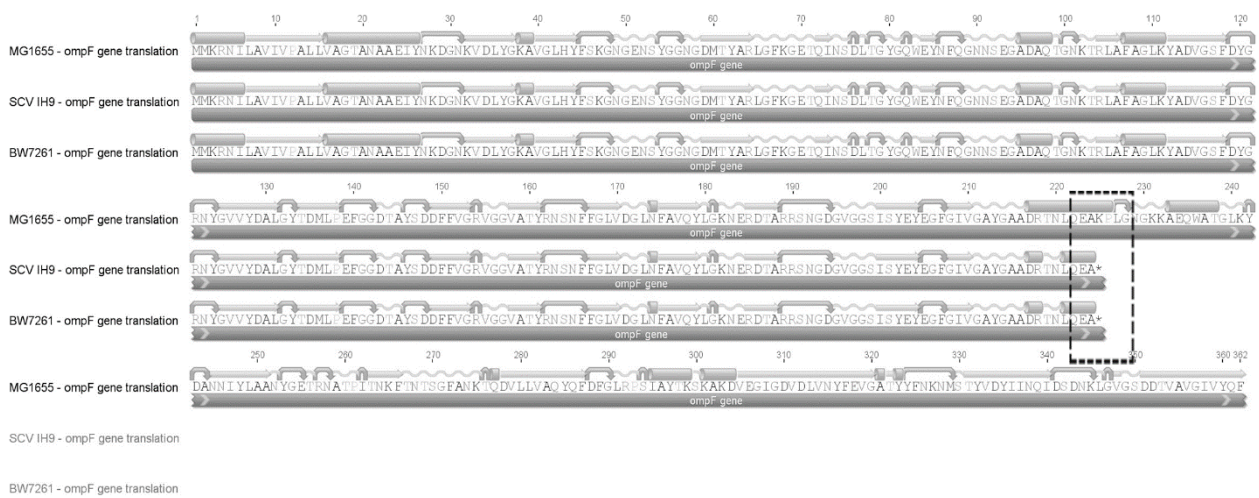 1 10 20 30 40 50 60 70 80 90 100 110 120
MG1655 - ompF gene translation MMKRNILAVIVPALLVAGTANAAEIYNKDGNKVDLYGKAVGLHYFSKGNGENSYGGNGDMTYARLGFKGETQINSDLTGYGQWEYNFQGNNSEGADAQTGNKTRLAFAGLKYADVGSFDYG
ompF gene
SCV IH9 - ompF gene translation MMKRNILAVIVPALLVAGTANAAEIYNKDGNKVDLYGKAVGLHYFSKGNGENSYGGNGDMTYARLGFKGETQINSDLTGYGQWEYNFQGNNSEGADAQTGNKTRLAFAGLKYADVGSFDYG
ompF gene
BW7261 - ompF gene translation MMKRNILAVIVPALLVAGTANAAEIYNKDGNKVDLYGKAVGLHYFSKGNGENSYGGNGDMTYARLGFKGETQINSDLTGYGQWEYNFQGNNSEGADAQTGNKTRLAFAGLKYADVGSFDYG
ompF gene
130 140 150 160 170 180 190 200 210 220 230 240
MG1655 - ompF gene translation RNYGVVYDALGYTDMLPEFGGDTAYSDDFFVGRVGGVATYRNSNFFGLVDGLNFAVQYLGKNERDTARRSNGDGVGGSISYEYEGFGIVGAYGAADRTNLQEAKPLGNGKKAEQWATGLKY
ompF gene
SCV IH9 - ompF gene translation RNYGVVYDALGYTDMLPEFGGDTAYSDDFFVGRVGGVATYRNSNFFGLVDGLNFAVQYLGKNERDTARRSNGDGVGGSISYEYEGFGIVGAYGAADRTNLQEA*
ompF gene
BW7261 - ompF gene translation RNYGVVYDALGYTDMLPEFGGDTAYSDDFFVGRVGGVATYRNSNFFGLVDGLNFAVQYLGKNERDTARRSNGDGVGGSISYEYEGFGIVGAYGAADRTNLQEA*
ompF gene
250 260 270 280 290 300 310 320 330 340 350 360 362
MG1655 - ompF gene translation DANNIYLAANYGETRNATPITNKFTNTSGFANKTQDVLLVAQYQFDFGLRPSIAYTKSKAKDVEGIGDVDLVNYFEVGATYYFNKNMSTYVDYIINQIDSDNKLGVGSDDTVAVGIVYQF
ompF gene
SCV IH9 - ompF gene translation
BW7261 - ompF gene translation